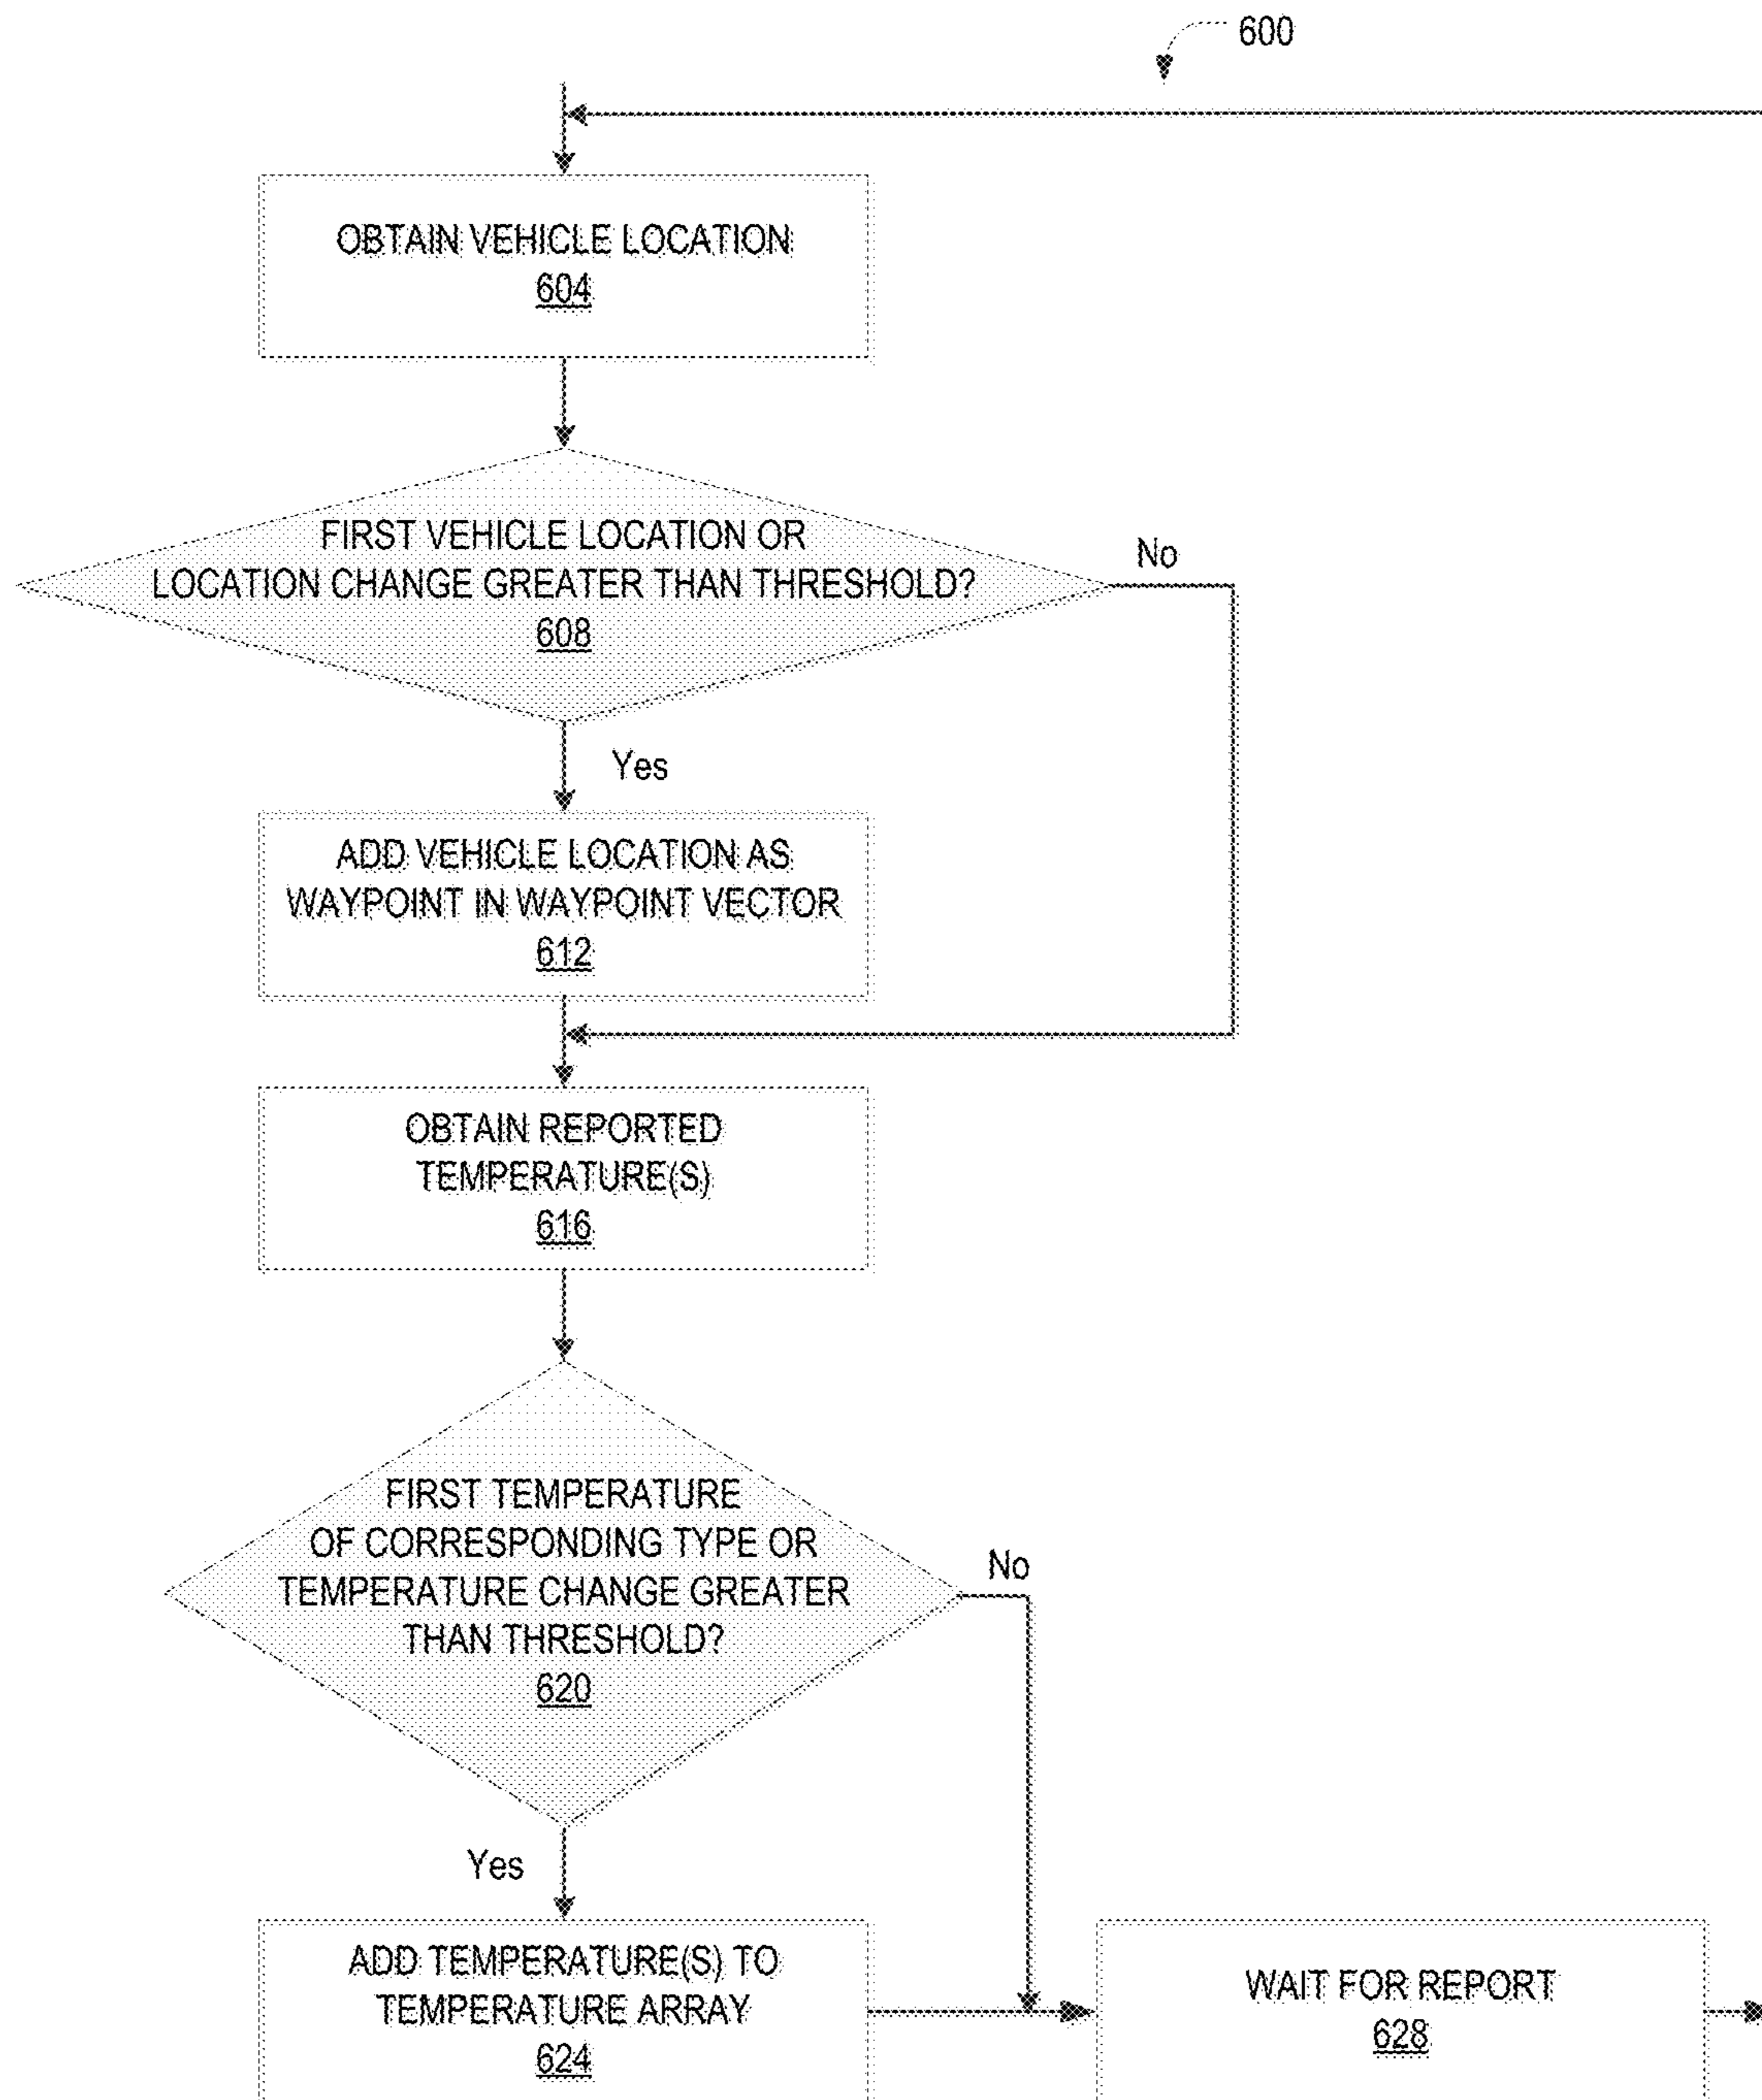 600
OBTAIN VEHICLE LOCATION
604
FIRST VEHICLE LOCATION OR
LOCATION CHANGE GREATER THAN THRESHOLD?
608
No
Yes
ADD VEHICLE LOCATION AS
WAYPOINT IN WAYPOINT VECTOR
612
OBTAIN REPORTED
TEMPERATURE(S)
616
FIRST TEMPERATURE
OF CORRESPONDING TYPE OR
TEMPERATURE CHANGE GREATER
THAN THRESHOLD?
620
No
Yes
ADD TEMPERATURE(S) TO
TEMPERATURE ARRAY
624
WAIT FOR REPORT
628